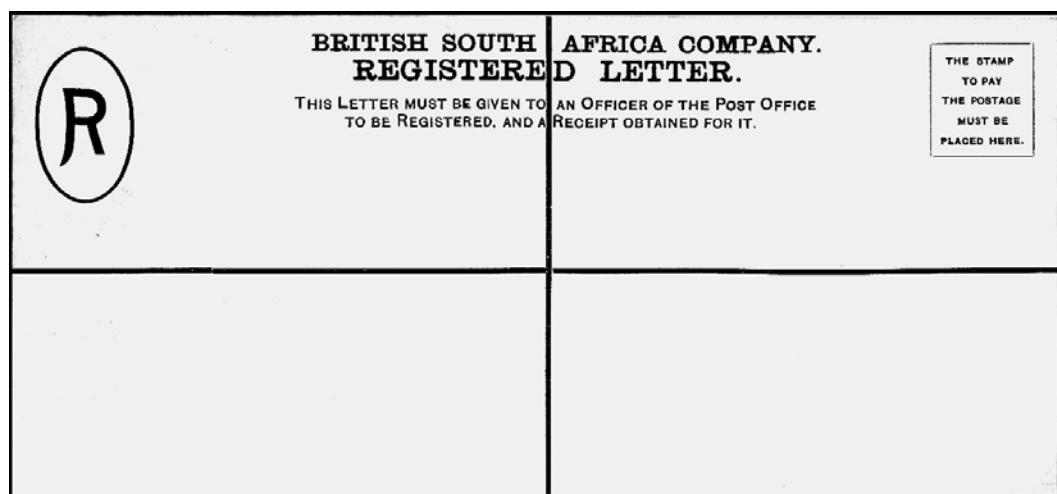 R
BRITISH SOUTH AFRICA COMPANY.
REGISTERED LETTER.
THIS LETTER MUST BE GIVEN TO AN OFFICER OF THE POST OFFICE
TO BE REGISTERED, AND A RECEIPT OBTAINED FOR IT.
THE STAMP
TO PAY
THE POSTAGE
MUST BE
PLACED HERE.